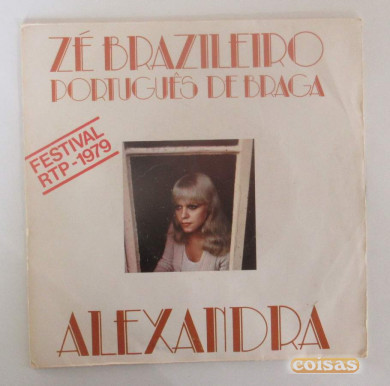 ZÉ BRAZILEIRO
PORTUGUÊS DE BRAGA
FESTIVAL
RTP-1979
ALEXANDRA
coisas